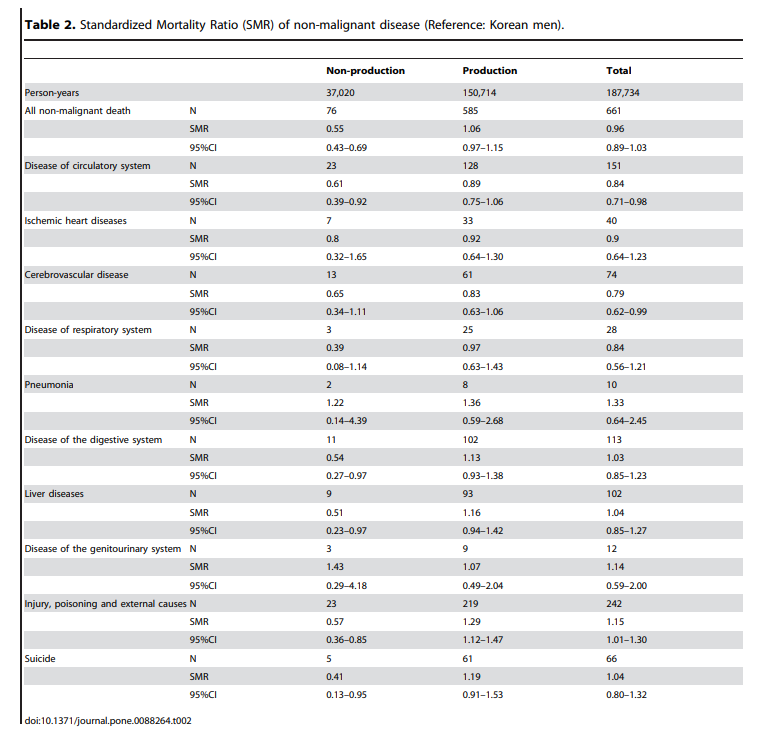 Table 2. Standardized Mortality Ratio (SMR) of non-malignant disease (Reference: Korean men).
Non-production Production Total
Person-years 37,020 150,714 187,734
All non-malignant death N 76 585 661
SMR 0.55 1.06 0.96
95%CI 0.43–0.69 0.97–1.15 0.89–1.03
Disease of circulatory system N 23 128 151
SMR 0.61 0.89 0.84
95%CI 0.39–0.92 0.75–1.06 0.71–0.98
Ischemic heart diseases N 7 33 40
SMR 0.8 0.92 0.9
95%CI 0.32–1.65 0.64–1.30 0.64–1.23
Cerebrovascular disease N 13 61 74
SMR 0.65 0.83 0.79
95%CI 0.34–1.11 0.63–1.06 0.62–0.99
Disease of respiratory system N 3 25 28
SMR 0.39 0.97 0.84
95%CI 0.08–1.14 0.63–1.43 0.56–1.21
Pneumonia N 2 8 10
SMR 1.22 1.36 1.33
95%CI 0.14–4.39 0.59–2.68 0.64–2.45
Disease of the digestive system N 11 102 113
SMR 0.54 1.13 1.03
95%CI 0.27–0.97 0.93–1.38 0.85–1.23
Liver diseases N 9 93 102
SMR 0.51 1.16 1.04
95%CI 0.23–0.97 0.94–1.42 0.85–1.27
Disease of the genitourinary system N 3 9 12
SMR 1.43 1.07 1.14
95%CI 0.29–4.18 0.49–2.04 0.59–2.00
Injury, poisoning and external causes N 23 219 242
SMR 0.57 1.29 1.15
95%CI 0.36–0.85 1.12–1.47 1.01–1.30
Suicide N 5 61 66
SMR 0.41 1.19 1.04
95%CI 0.13–0.95 0.91–1.53 0.80–1.32
doi:10.1371/journal.pone.0088264.t002